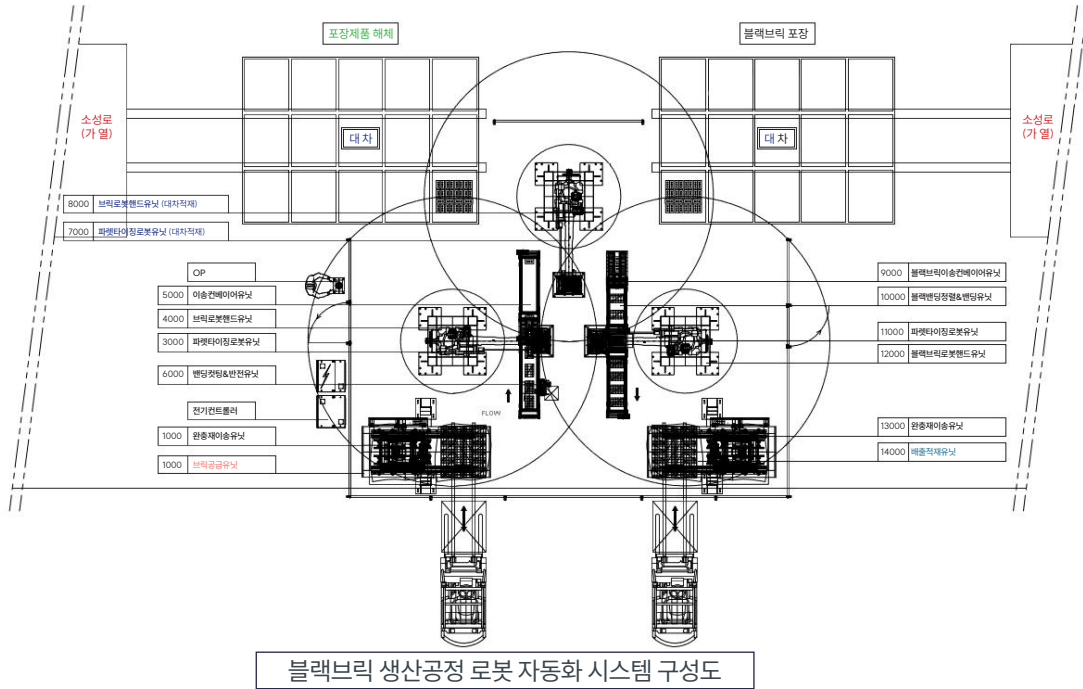 포장제품 해체
블랙브릭 포장
소성로
(가 열)
대 차
대 차
소성로
(가 열)
8000 브릭로봇핸드유닛 (대차적재)
7000 파렛타이징로봇유닛 (대차적재)
OP
5000 이송컨베이어유닛
4000 브릭로봇핸드유닛
3000 파렛타이징로봇유닛
6000 밴딩컷팅&반전유닛
전기컨트롤러
1000 완충재이송유닛
1000 브릭공급유닛
FLOW
9000 블랙브릭이송컨베이어유닛
10000 블랙밴딩정렬&밴딩유닛
11000 파렛타이징로봇유닛
12000 블랙브릭로봇핸드유닛
13000 완충재이송유닛
14000 배출적재유닛
블랙브릭 생산공정 로봇 자동화 시스템 구성도